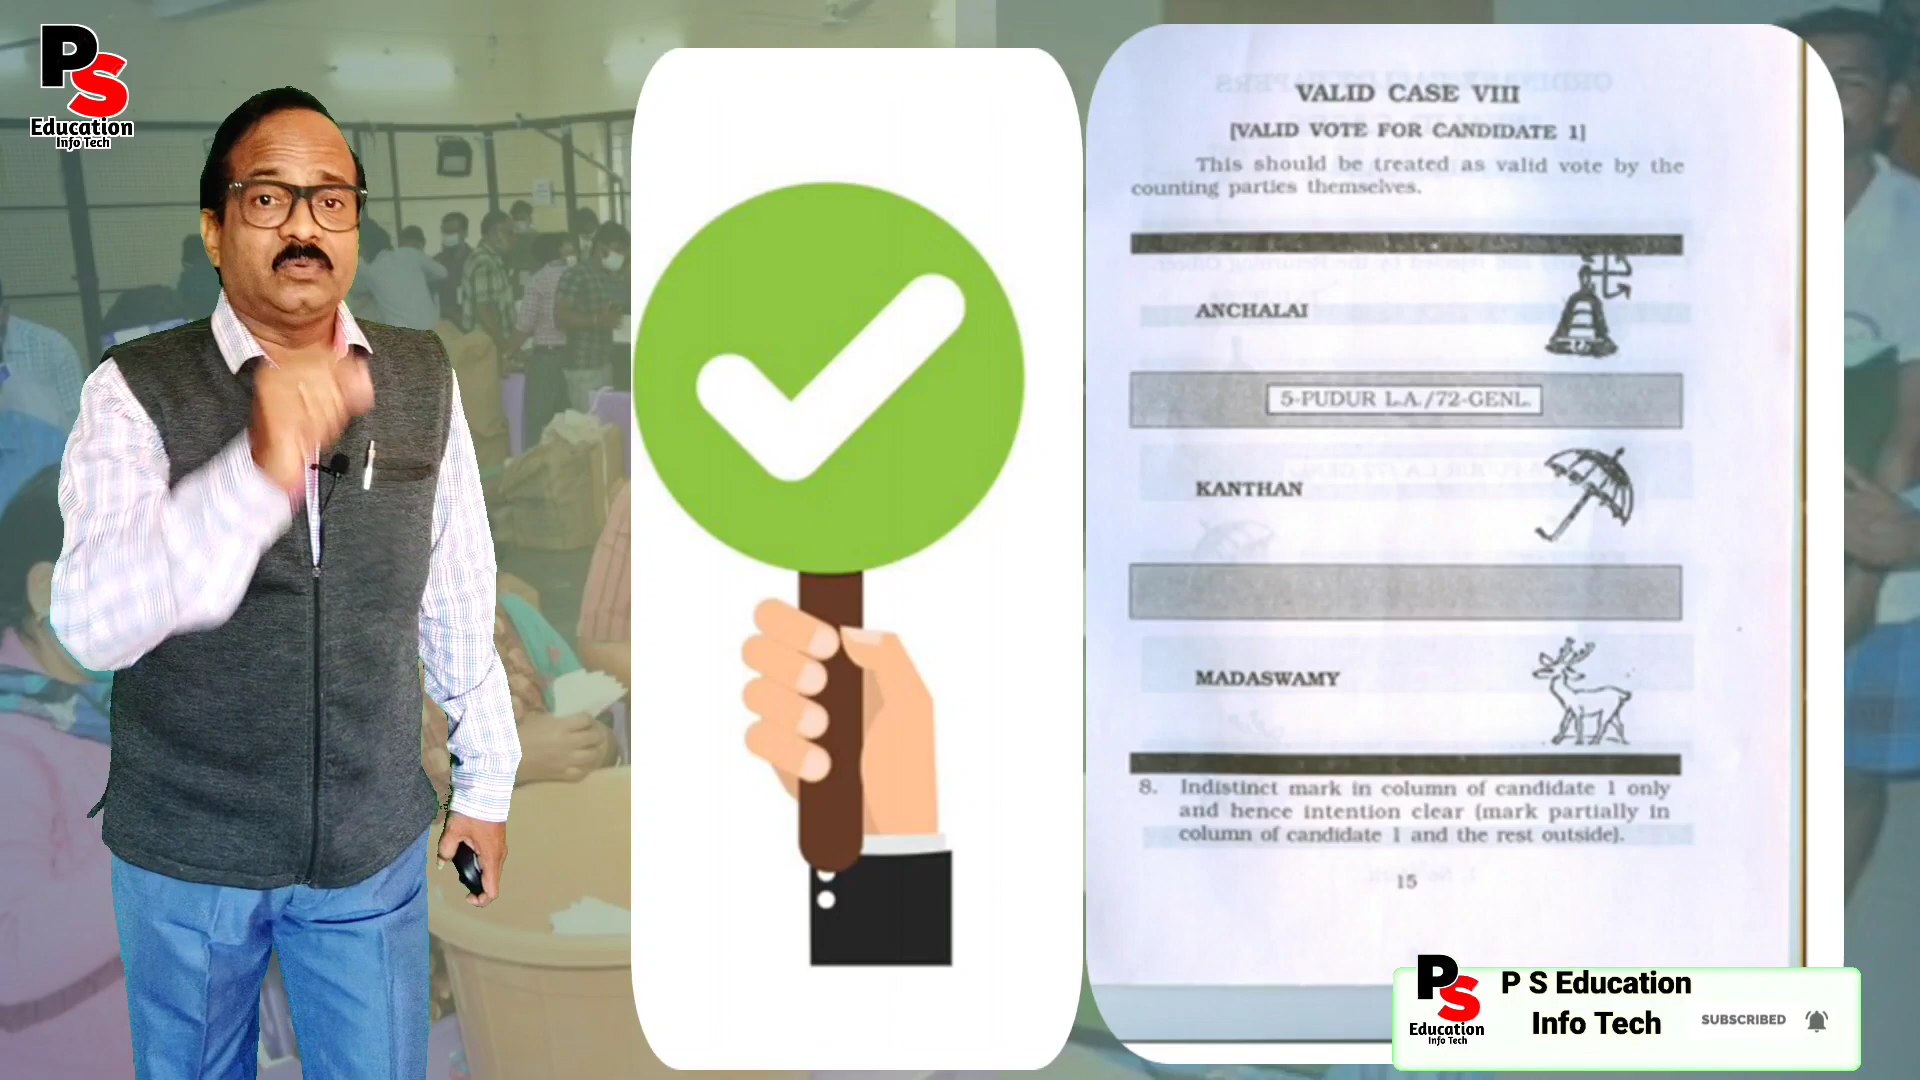 PS
Education
Info Tech
VALID CASE VIII
[VALID VOTE FOR CANDIDATE 1]
This should be treated as valid vote by the
counting parties themselves.
ANCHALAI
5-PUDUR L.A./72-GENL.
KANTHAN
MADASWAMY
8. Indistinct mark in column of candidate 1 only
and hence intention clear (mark partially in
column of candidate 1 and the rest outside).
15
PS
Education
Info Tech
P S Education
Info Tech
SUBSCRIBED